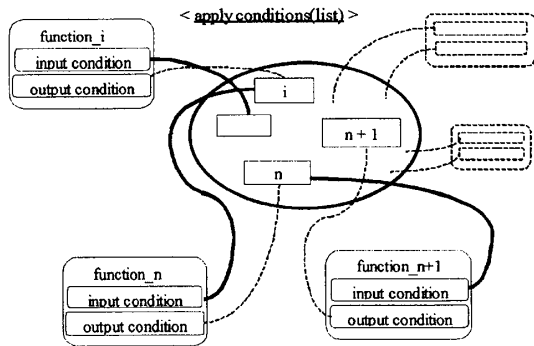 < apply conditions(list) >
function_i
input condition
output condition
i
n + 1
n
function_n
input condition
output condition
function_n+1
input condition
output condition